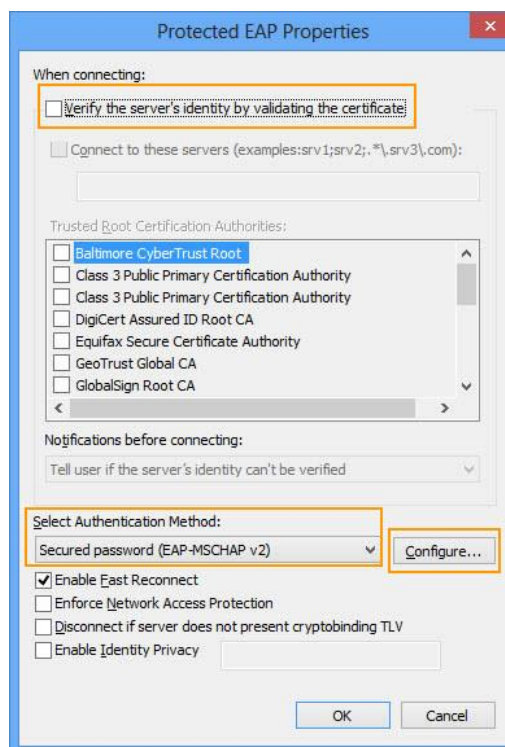 Protected EAP Properties
When connecting:
Verify the server's identity by validating the certificate
Connect to these servers (examples:srv1;srv2;.*\.srv3\.com):
Trusted Root Certification Authorities:
Baltimore CyberTrust Root
Class 3 Public Primary Certification Authority
Class 3 Public Primary Certification Authority
DigiCert Assured ID Root CA
Equifax Secure Certificate Authority
GeoTrust Global CA
GlobalSign Root CA
Notifications before connecting:
Tell user if the server's identity can't be verified
Select Authentication Method:
Secured password (EAP-MSCHAP v2)
Configure...
Enable Fast Reconnect
Enforce Network Access Protection
Disconnect if server does not present cryptobinding TLV
Enable Identity Privacy
OK Cancel